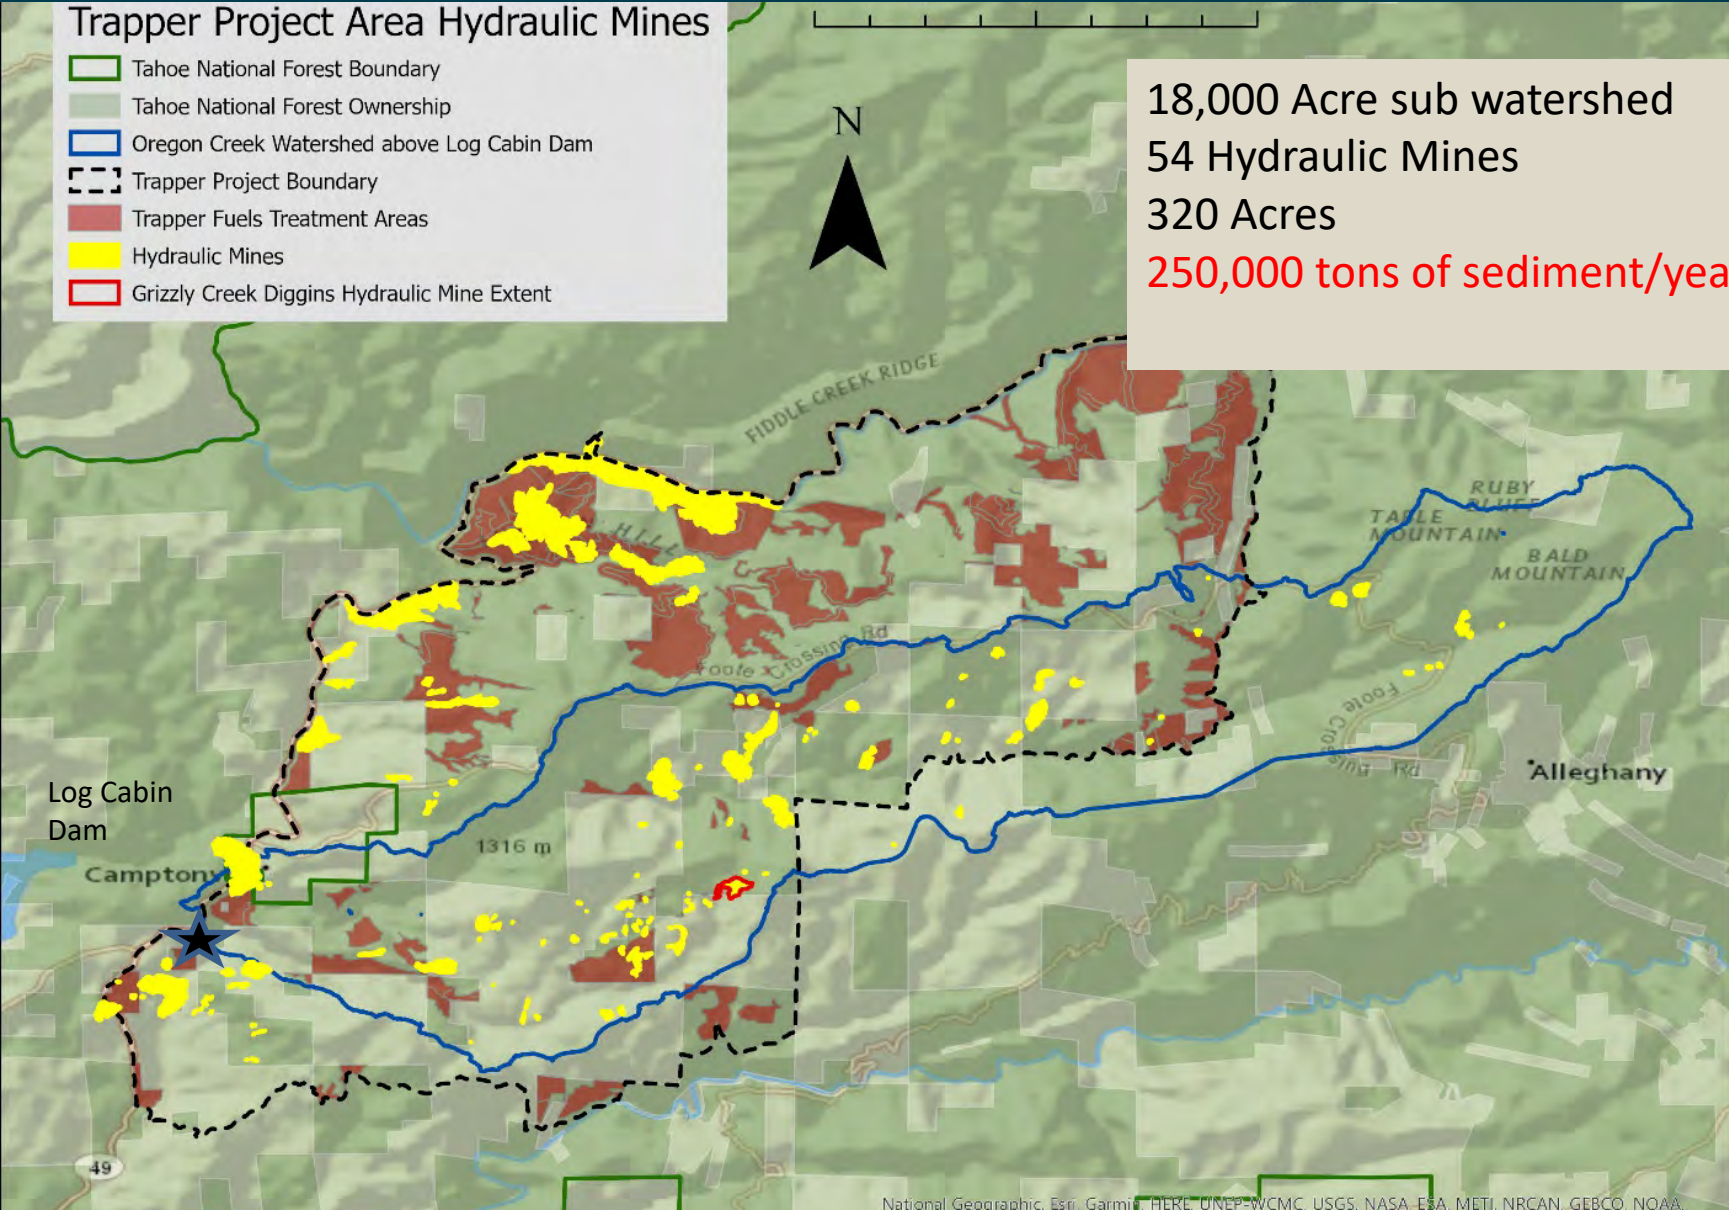 Trapper Project Area Hydraulic Mines
Tahoe National Forest Boundary
Tahoe National Forest Ownership
Oregon Creek Watershed above Log Cabin Dam
Trapper Project Boundary
Trapper Fuels Treatment Areas
Hydraulic Mines
Grizzly Creek Diggins Hydraulic Mine Extent
N
18,000 Acre sub watershed
54 Hydraulic Mines
320 Acres
250,000 tons of sediment/yea
FIDDLE CREEK RIDGE
RUBY
BLUFF
TABLE
MOUNTAIN
BALD
MOUNTAIN
HILL
Foote Crossing Rd
Foote Crossing Rd
Alleghany
Log Cabin
Dam
1316 m
Camptonv
49
National Geographic, Esri, Garmin, HERE, UNEP-WCMC, USGS, NASA, ESA, METI, NRCAN, GEBCO, NOAA,